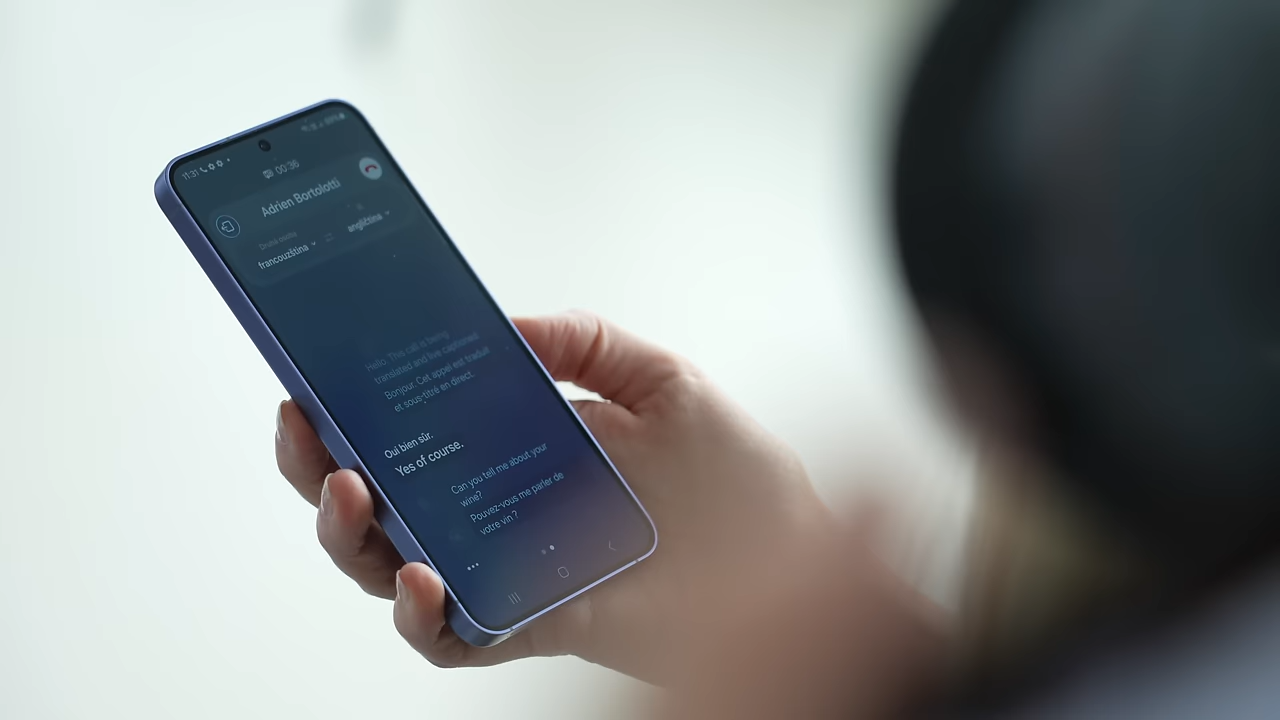 11:31
00:36
Adrien Bortolotti
Druhá osoba
francouzština
angličtina
Hello. This call is being
translated and live captioned
Bonjour. Cet appel est traduit
et sous-titré en direct.
Oui bien sûr.
Yes of course.
Can you tell me about your
wine?
Pouvez-vous me parler de
votre vin ?